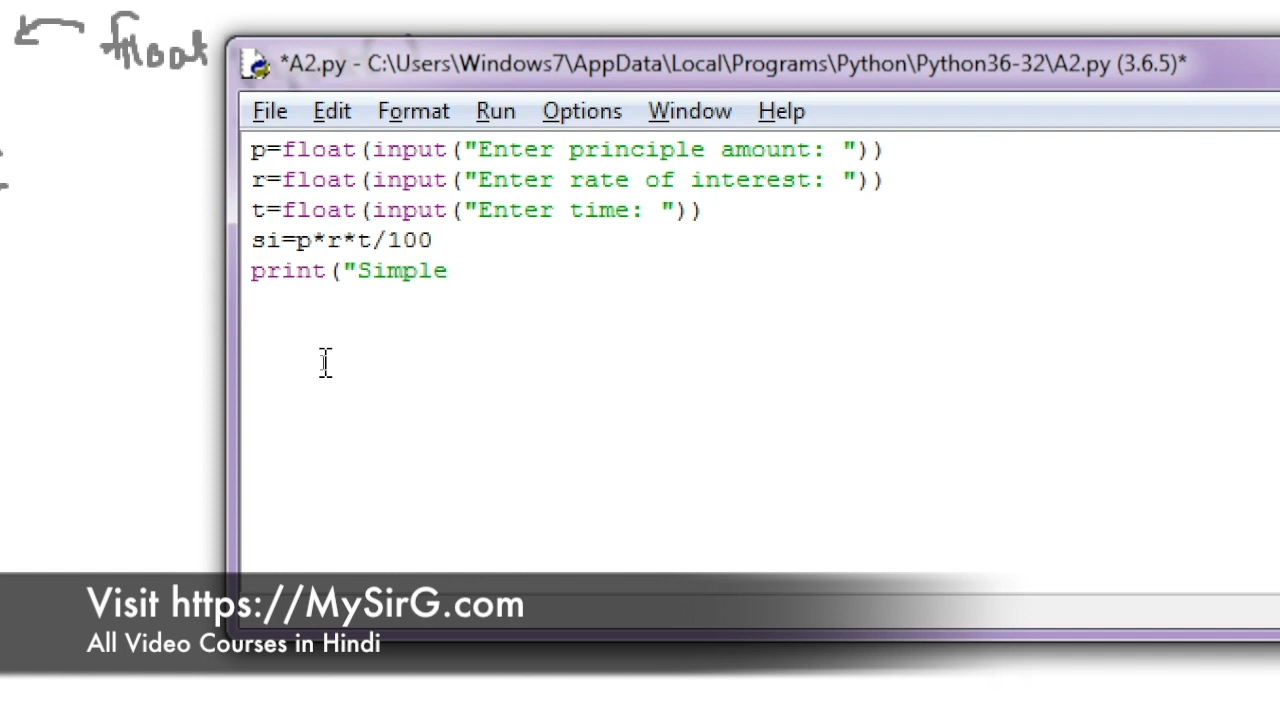 float
*A2.py - C:\Users\Windows7\AppData\Local\Programs\Python\Python36-32\A2.py (3.6.5)*
File Edit Format Run Options Window Help
p=float(input("Enter principle amount: "))
r=float(input("Enter rate of interest: "))
t=float(input("Enter time: "))
si=p*r*t/100
print("Simple
Visit https://MySirG.com
All Video Courses in Hindi